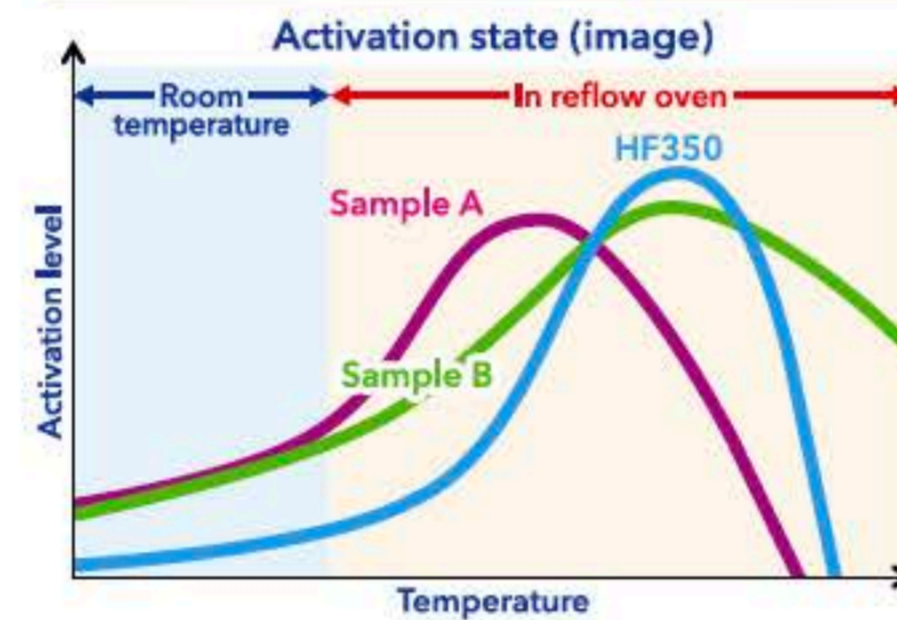 Activation state (image)
Room
temperature
In reflow oven
HF350
Sample A
Sample B
Activation level
Temperature